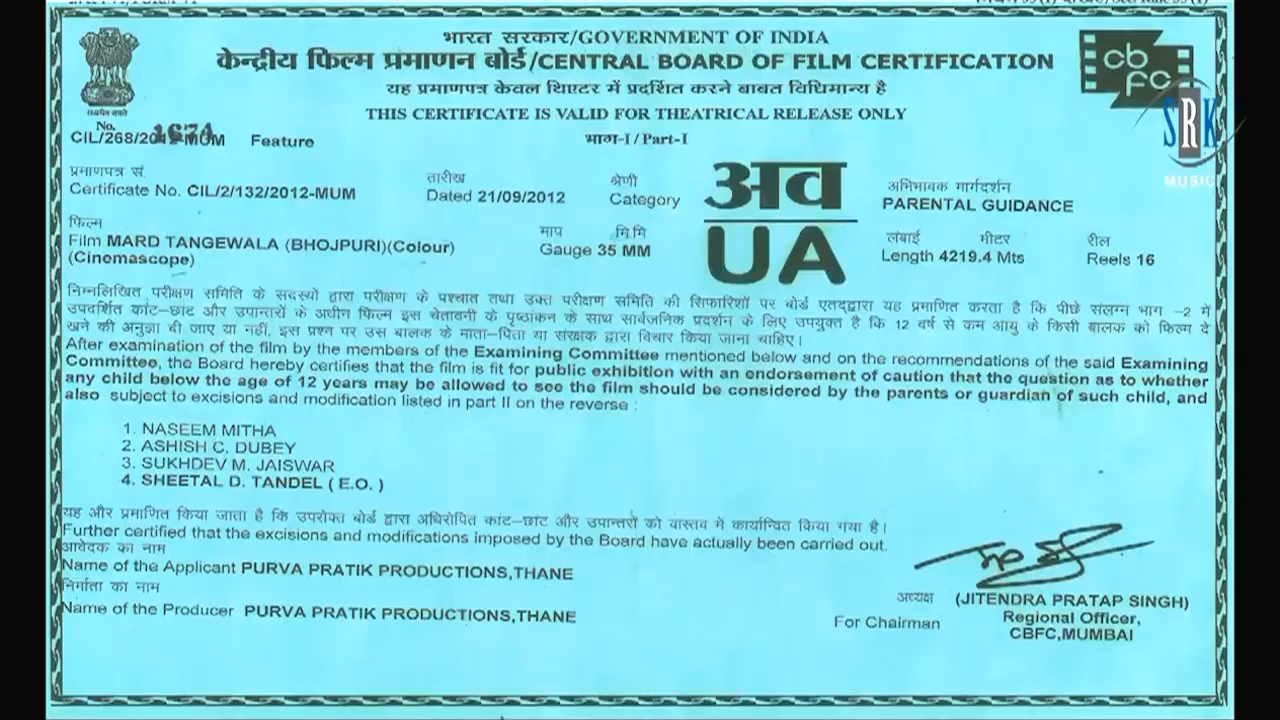 भारत सरकार/GOVERNMENT OF INDIA
केन्द्रीय फिल्म प्रमाणन बोर्ड/CENTRAL BOARD OF FILM CERTIFICATION
cb
fc
यह प्रमाणपत्र केवल थिएटर में प्रदर्शित करने बाबत विधिमान्य है
THIS CERTIFICATE IS VALID FOR THEATRICAL RELEASE ONLY
SRK
MUSIC
No.
CIL/268/2012-MUM Feature
भाग-I / Part-I
प्रमाणपत्र सं.
Certificate No. CIL/2/132/2012-MUM
तारीख
Dated 21/09/2012
श्रेणी
Category
अव
UA
अभिभावक मार्गदर्शन
PARENTAL GUIDANCE
फिल्म
Film MARD TANGEWALA (BHOJPURI)(Colour)
(Cinemascope)
माप मि.मि
Gauge 35 MM
लंबाई मीटर
Length 4219.4 Mts
रील
Reels 16
निम्नलिखित परीक्षण समिति के सदस्यों द्वारा परीक्षण के पश्चात तथा उक्त परीक्षण समिति की सिफारिशों पर बोर्ड एतद्द्वारा यह प्रमाणित करता है कि पीछे संलग्न भाग -2 में
उपदर्शित कांट-छांट और उपान्तरों के अधीन फिल्म इस चेतावनी के पृष्ठांकन के साथ सार्वजनिक प्रदर्शन के लिए उपयुक्त है कि 12 वर्ष से कम आयु के किसी बालक को फिल्म दे
खने की अनुज्ञा दी जाए या नहीं, इस प्रश्न पर उस बालक के माता-पिता या संरक्षक द्वारा विचार किया जाना चाहिए।
After examination of the film by the members of the Examining Committee mentioned below and on the recommendations of the said Examining
Committee, the Board hereby certifies that the film is fit for public exhibition with an endorsement of caution that the question as to whether
any child below the age of 12 years may be allowed to see the film should be considered by the parents or guardian of such child, and
also subject to excisions and modification listed in part II on the reverse :
1. NASEEM MITHA
2. ASHISH C. DUBEY
3. SUKHDEV M. JAISWAR
4. SHEETAL D. TANDEL ( E.O. )
यह और प्रमाणित किया जाता है कि उपरोक्त बोर्ड द्वारा अधिरोपित कांट-छांट और उपान्तरों को वास्तव में कार्यान्वित किया गया है।
Further certified that the excisions and modifications imposed by the Board have actually been carried out.
आवेदक का नाम
Name of the Applicant PURVA PRATIK PRODUCTIONS,THANE
निर्माता का नाम
Name of the Producer PURVA PRATIK PRODUCTIONS,THANE
अध्यक्ष
For Chairman
(JITENDRA PRATAP SINGH)
Regional Officer,
CBFC,MUMBAI